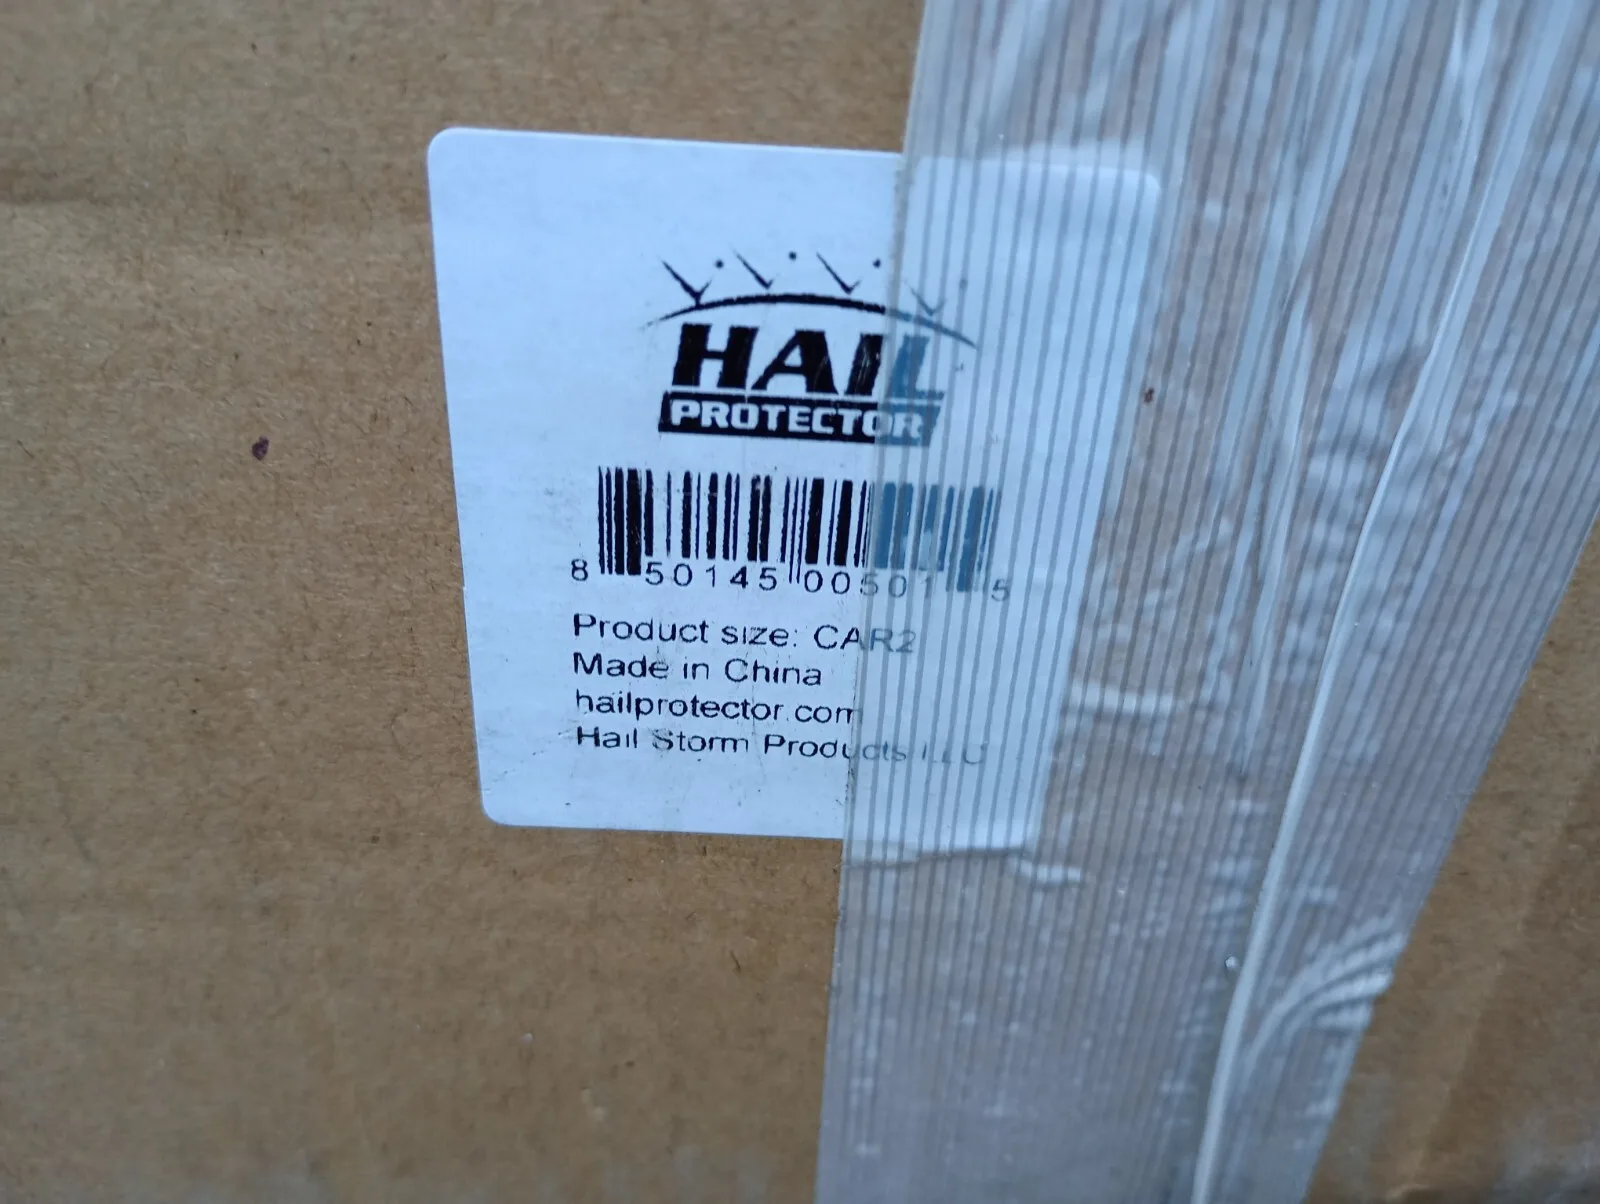 HAIL
PROTECTOR
8 50145 00501 5
Product size: CAR2
Made in China
hailprotector.com
Hail Storm Products LLC